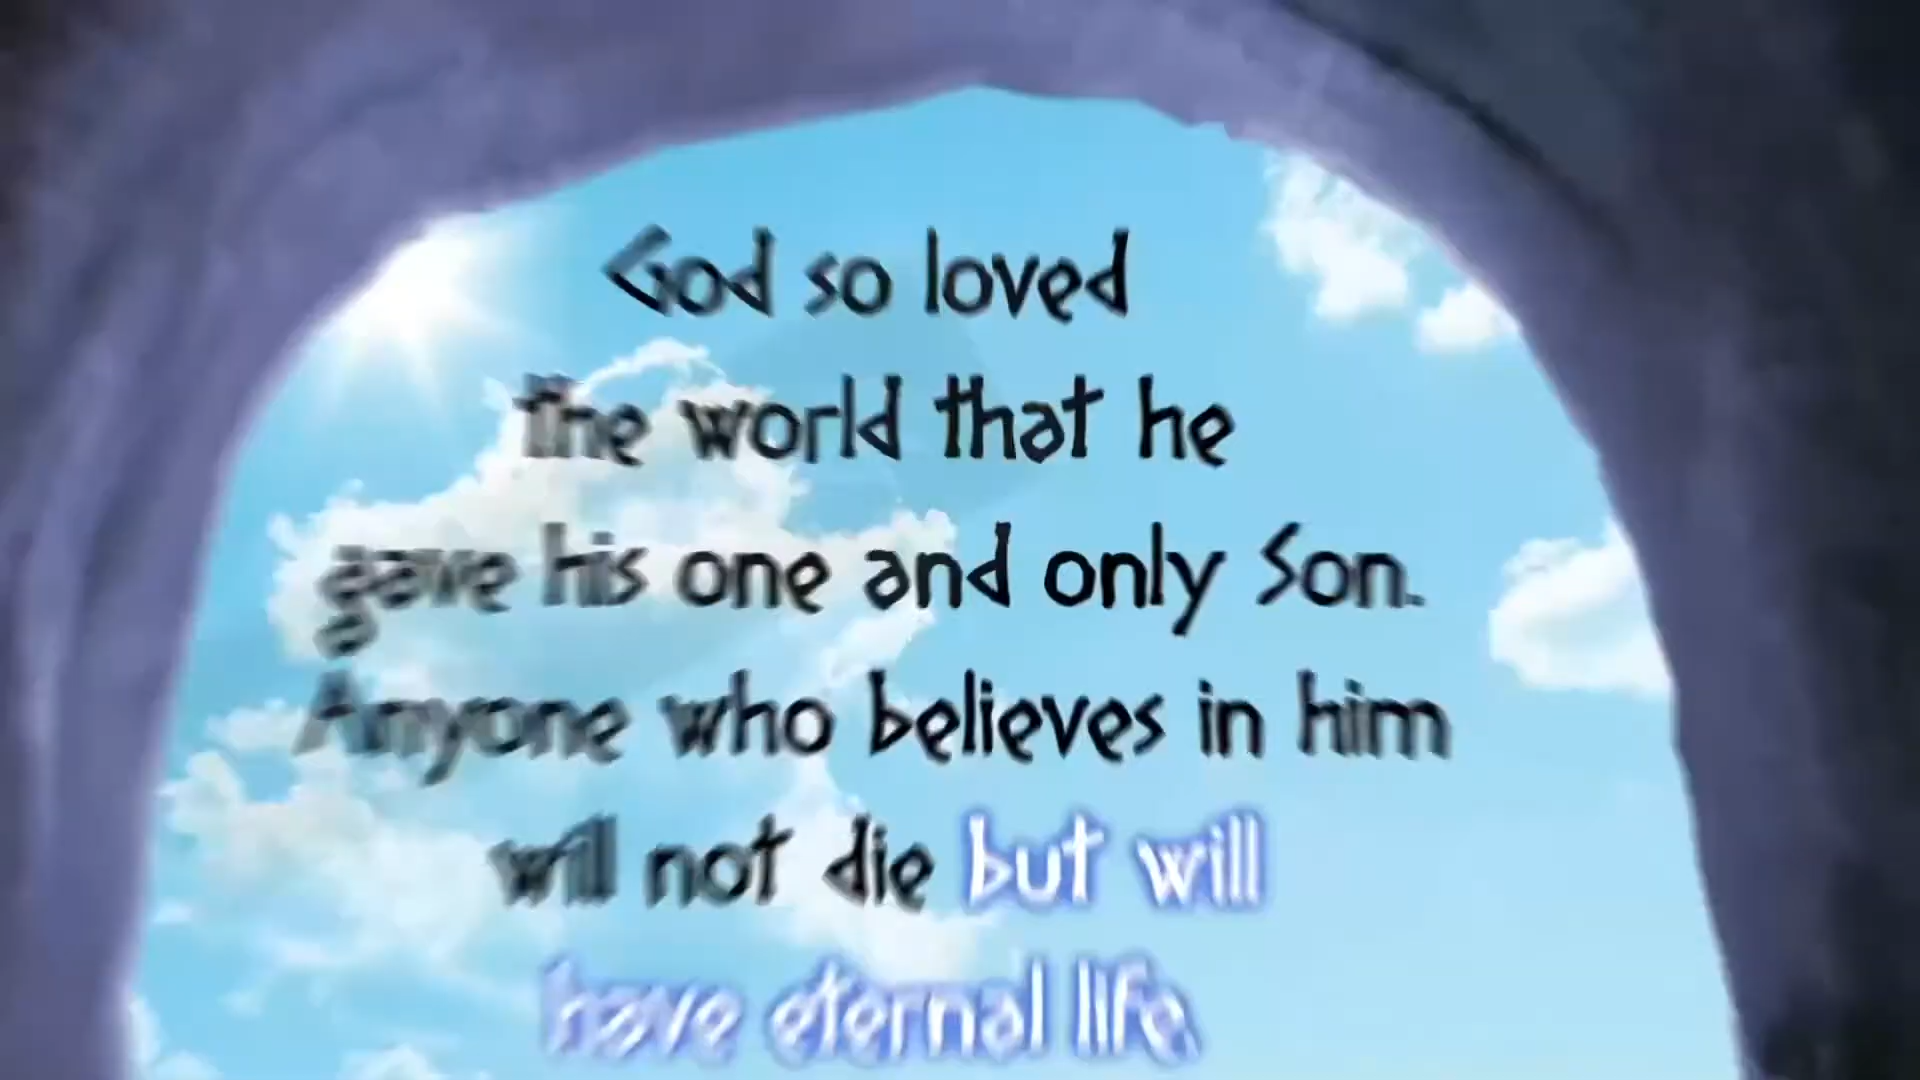 God so loved
the world that he
gave his one and only Son.
Anyone who believes in him
will not die but will
have eternal life.